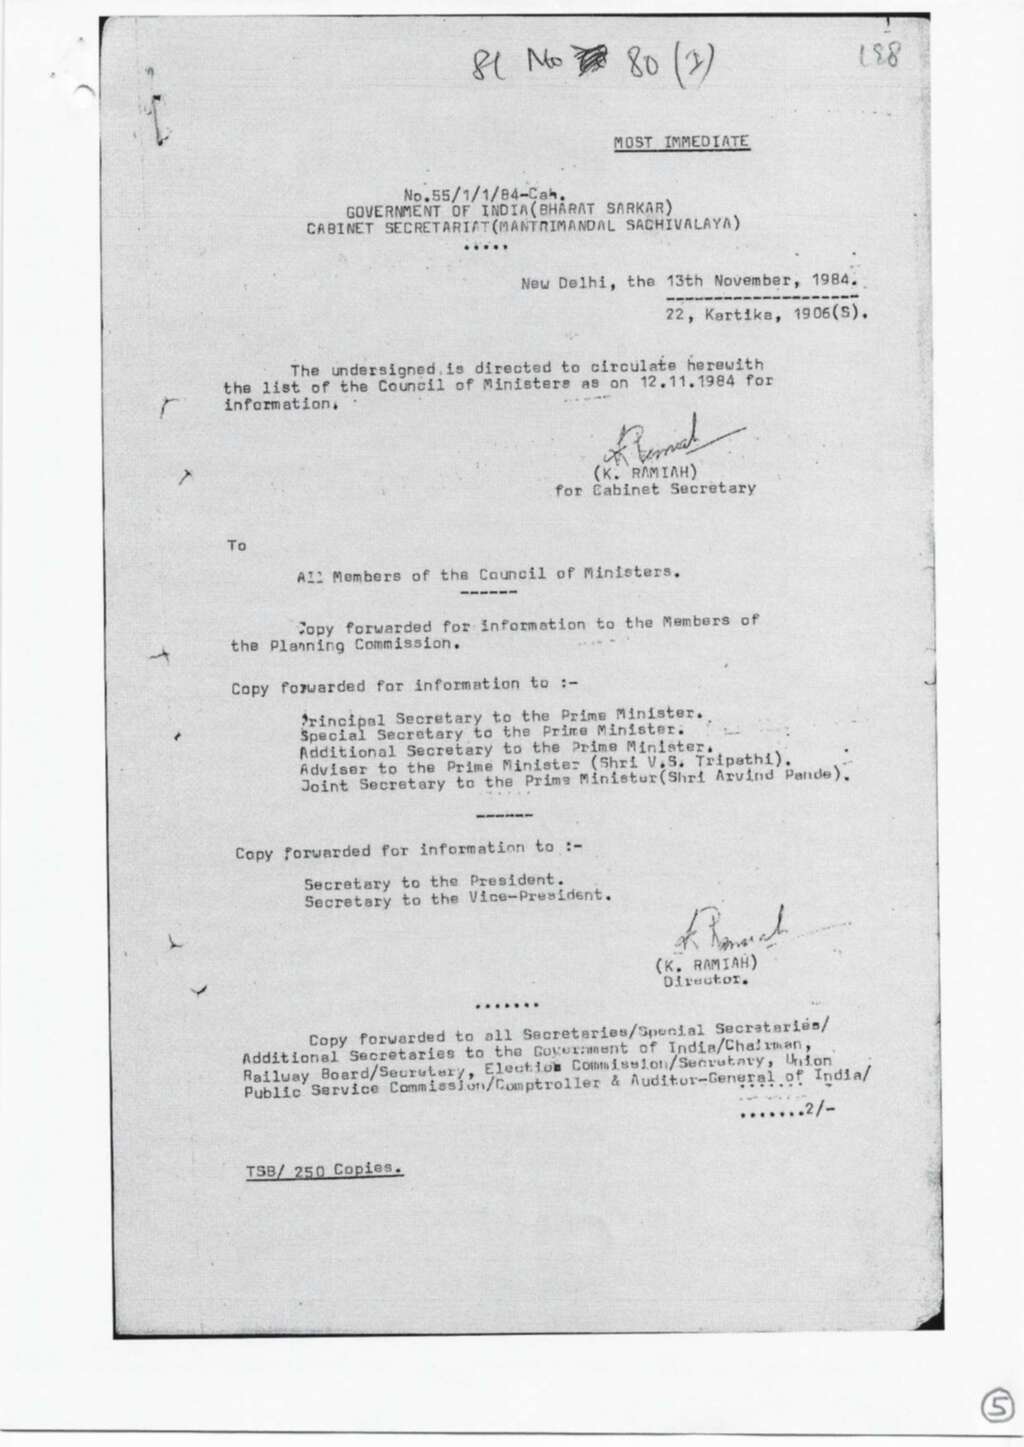 Sl No 80 (I)
188
MOST IMMEDIATE
No.55/1/1/84-Cab.
GOVERNMENT OF INDIA(BHARAT SARKAR)
CABINET SECRETARIAT(MANTRIMANDAL SACHIVALAYA)
.....
New Delhi, the 13th November, 1984.
22, Kartika, 1906(S).
The undersigned is directed to circulate herewith
the list of the Council of Ministers as on 12.11.1984 for
information.
K Ramiah
(K. RAMIAH)
for Cabinet Secretary
To
All Members of the Council of Ministers.
------
Copy forwarded for information to the Members of
the Planning Commission.
Copy forwarded for information to :-
Principal Secretary to the Prime Minister.
Special Secretary to the Prime Minister.
Additional Secretary to the Prime Minister.
Adviser to the Prime Minister (Shri V.S. Tripathi).
Joint Secretary to the Prime Minister(Shri Arvind Pande).
------
Copy forwarded for information to :-
Secretary to the President.
Secretary to the Vice-President.
K Ramiah
(K. RAMIAH)
Director.
.......
Copy forwarded to all Secretaries/Special Secretaries/
Additional Secretaries to the Government of India/Chairman,
Railway Board/Secretary, Election Commission/Secretary, Union
Public Service Commission/Comptroller & Auditor-General of India/
.......2/-
TSB/ 250 Copies.
5